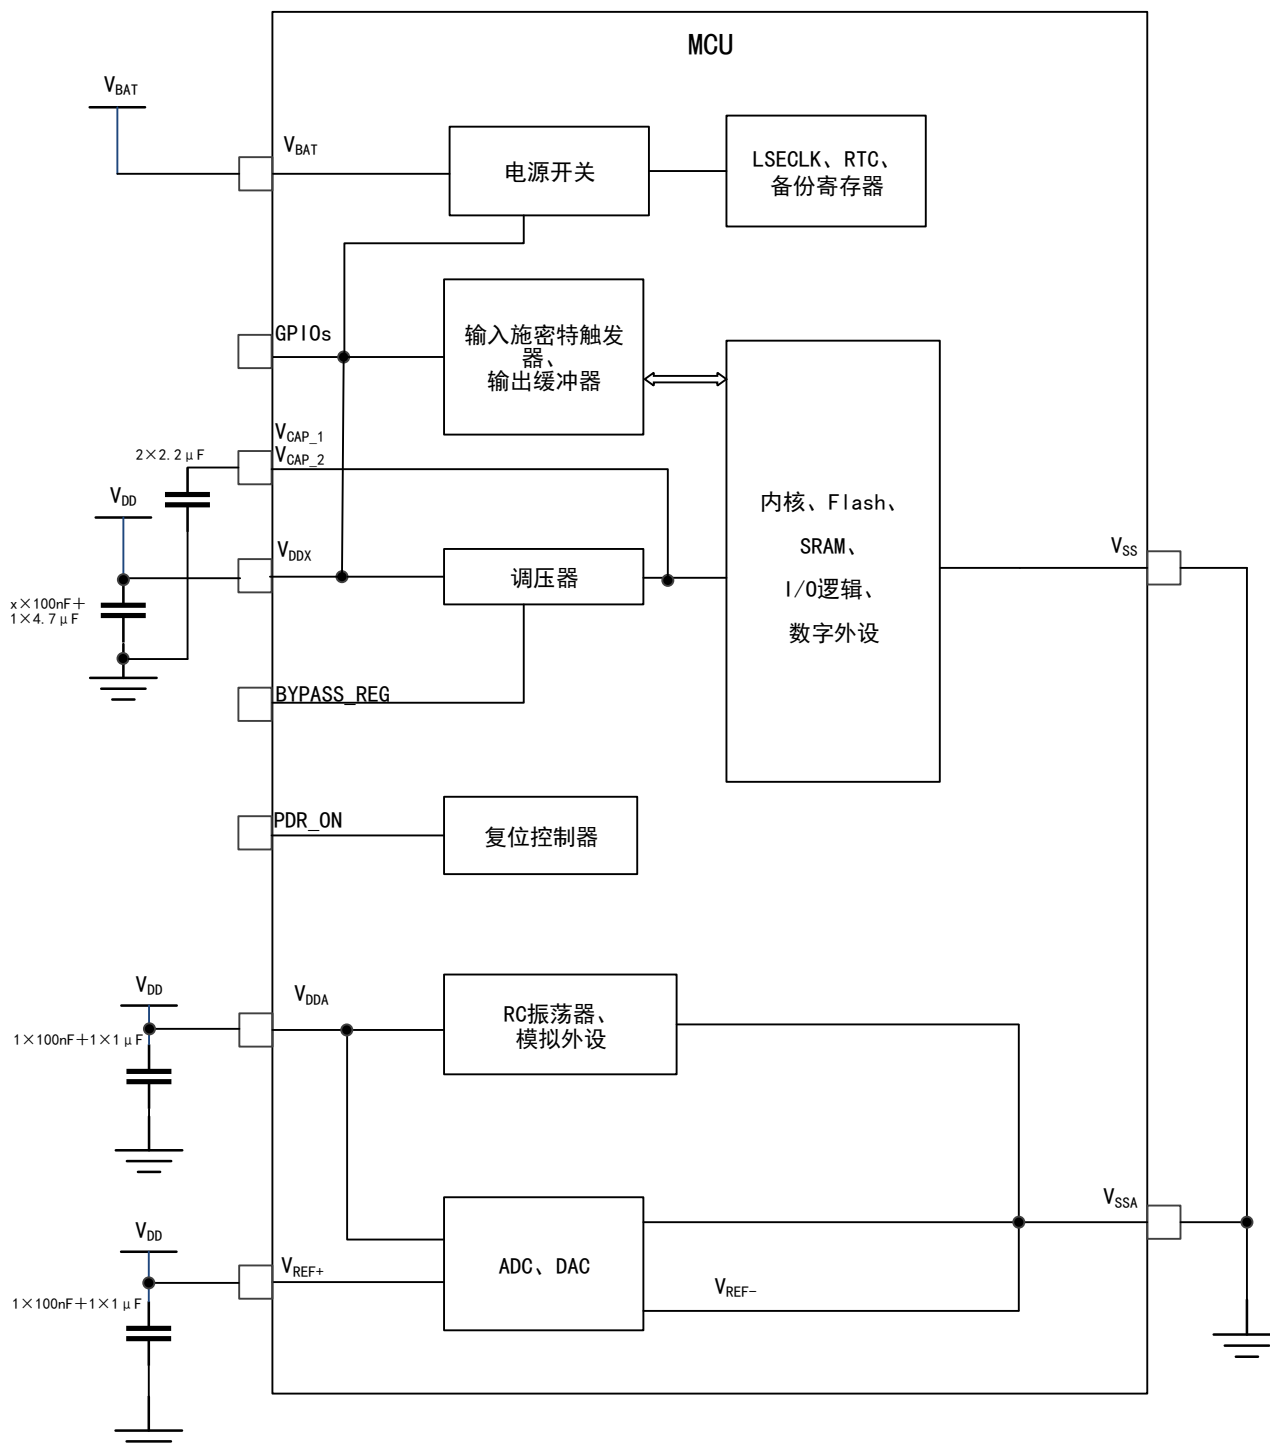 MCU
VBAT
VBAT
电源开关
LSECLK、RTC、
备份寄存器
GPIOs
输入施密特触发
器、
输出缓冲器
VCAP_1
VCAP_2
2×2.2μF
VDD
内核、Flash、
SRAM、
I/O逻辑、
数字外设
VSS
VDDX
调压器
x×100nF+
1×4.7μF
BYPASS_REG
PDR_ON
复位控制器
VDD
VDDA
RC振荡器、
模拟外设
1×100nF+1×1μF
VSSA
VDD
VREF+
ADC、DAC
VREF-
1×100nF+1×1μF